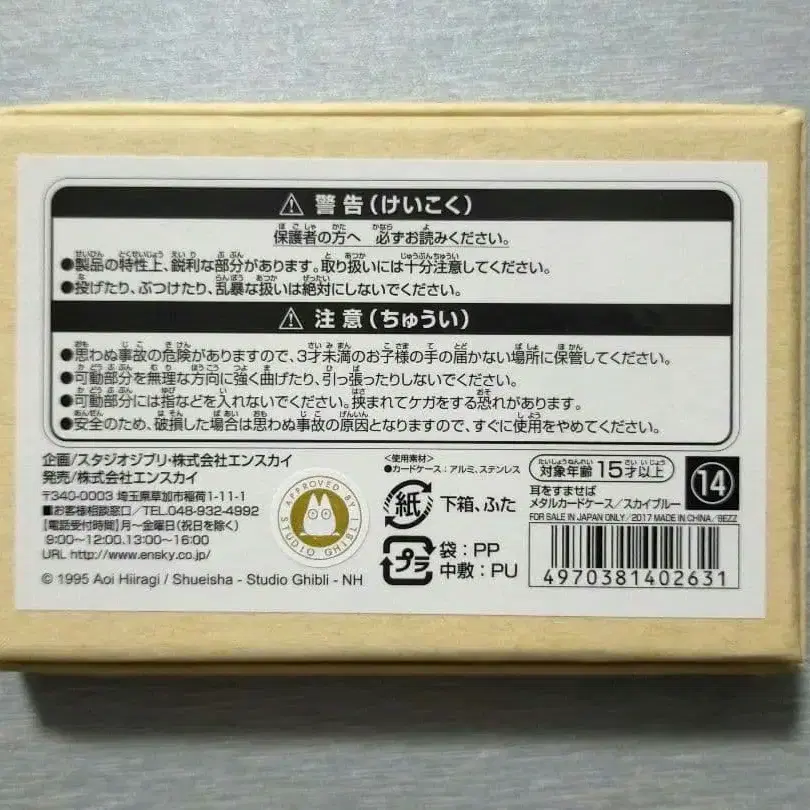 ⚠ 警告(けいこく)
保護者の方へ 必ずお読みください。
●製品の特性上、鋭利な部分があります。取り扱いには十分注意してください。
●投げたり、ぶつけたり、乱暴な扱いは絶対にしないでください。
⚠ 注意(ちゅうい)
●思わぬ事故の危険がありますので、3才未満のお子様の手の届かない場所に保管してください。
●可動部分を無理な方向に強く曲げたり、引っ張ったりしないでください。
●可動部分には指などを入れないでください。挟まれてケガをする恐れがあります。
●安全のため、破損した場合は思わぬ事故の原因となりますので、すぐに使用をやめてください。
企画/スタジオジブリ・株式会社エンスカイ
発売/株式会社エンスカイ
〒340-0003 埼玉県草加市稲荷1-11-1
■お客様相談窓口/TEL.048-932-4992
【電話受付時間】月~金曜日(祝日を除く)
9:00~12:00、13:00~16:00
URL http://www.ensky.co.jp/
© 1995 Aoi Hiiragi / Shueisha - Studio Ghibli - NH
APPROVED BY
STUDIO GHIBLI
<使用素材>
●カードケース:アルミ、ステンレス
紙 下箱、ふた
プラ 袋:PP
中敷:PU
対象年齢15才以上
14
耳をすませば
メタルカードケース/スカイブルー
FOR SALE IN JAPAN ONLY/2017 MADE IN CHINA/BEZZ
4970381402631